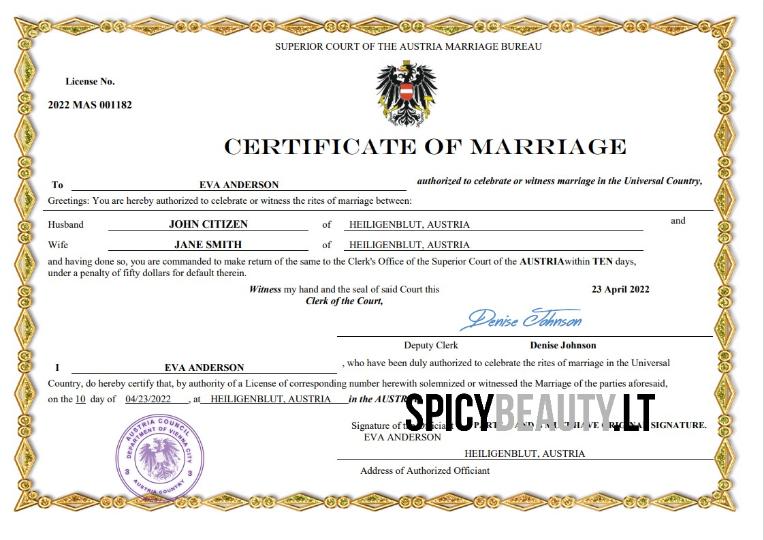 SUPERIOR COURT OF THE AUSTRIA MARRIAGE BUREAU
License No.
2022 MAS 001182
CERTIFICATE OF MARRIAGE
To EVA ANDERSON authorized to celebrate or witness marriage in the Universal Country,
Greetings: You are hereby authorized to celebrate or witness the rites of marriage between:
Husband JOHN CITIZEN of HEILIGENBLUT, AUSTRIA and
Wife JANE SMITH of HEILIGENBLUT, AUSTRIA
and having done so, you are commanded to make return of the same to the Clerk's Office of the Superior Court of the AUSTRIAwithin TEN days,
under a penalty of fifty dollars for default therein.
Witness my hand and the seal of said Court this 23 April 2022
Clerk of the Court,
Denise Johnson
Deputy Clerk Denise Johnson
I EVA ANDERSON , who have been duly authorized to celebrate the rites of marriage in the Universal
Country, do hereby certify that, by authority of a License of corresponding number herewith solemnized or witnessed the Marriage of the parties aforesaid,
on the 10 day of 04/23/2022 , at HEILIGENBLUT, AUSTRIA in the
SPICYBEAUTY.LT
Signature of SIGNATURE.
EVA ANDERSON
HEILIGENBLUT, AUSTRIA
Address of Authorized Officiant
AUSTRIA COUNCIL
DEPARTMENT OF VIENNA CITY
3 3
AUSTRIA COUNTRY